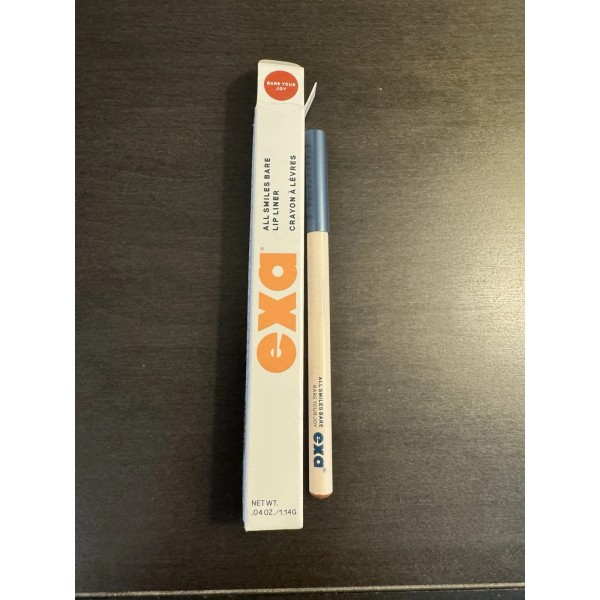 BARE YOUR
JOY
ALL SMILES BARE
LIP LINER
CRAYON À LÈVRES
exa®
NET WT.
.04 OZ./1.14G
ALL SMILES BARE
BARE YOUR JOY
exa®